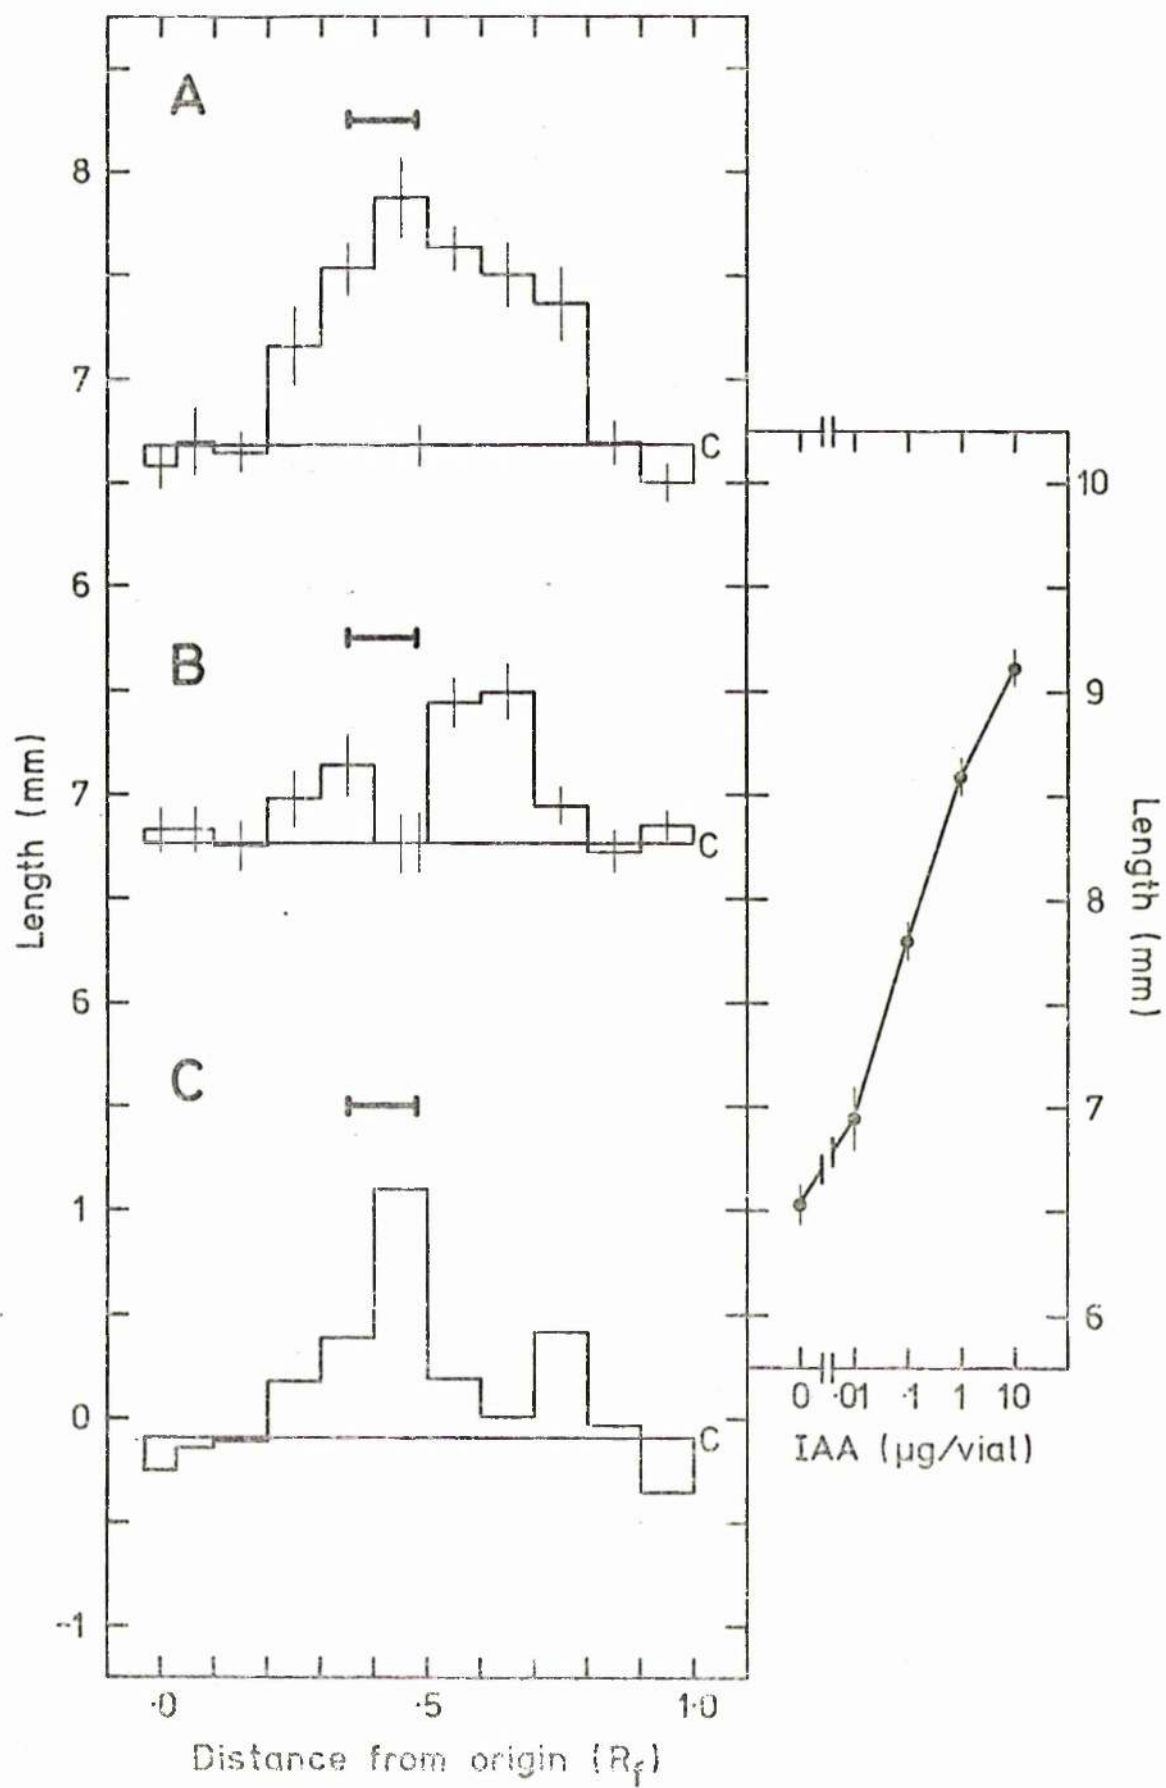 A
8
7
C
6
B
7
C
6
C
1
0
C
-1
Length (mm)
·0 ·5 1·0
Distance from origin (Rf)
10
9
8
7
6
Length (mm)
0 ·01 ·1 1 10
IAA (µg/vial)